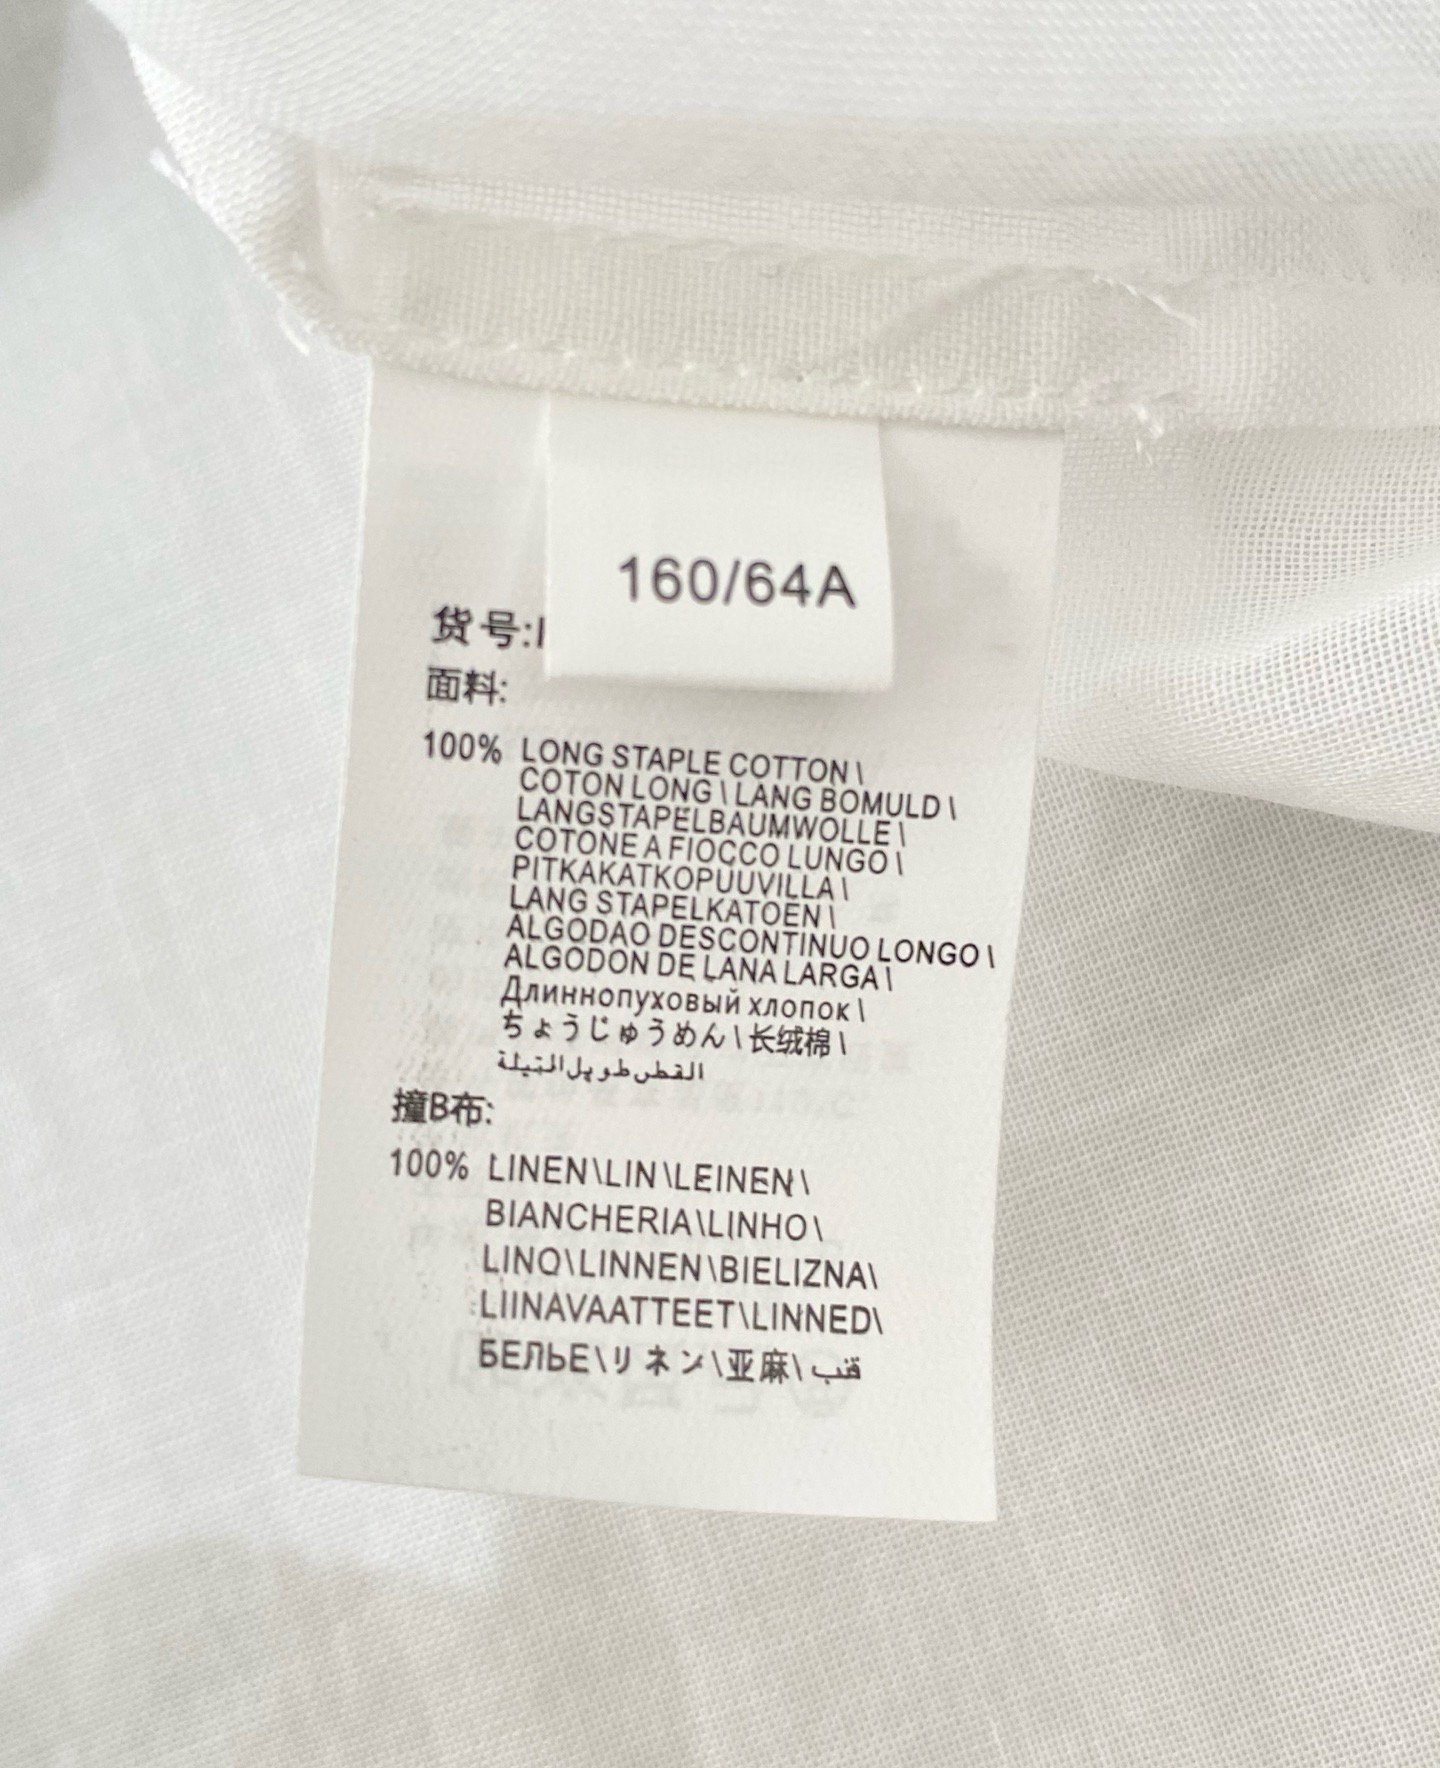 160/64A
货号:
面料:
100% LONG STAPLE COTTON \
COTON LONG \ LANG BOMULD \
LANGSTAPELBAUMWOLLE \
COTONE A FIOCCO LUNGO \
PITKAKATKOPUUVILLA \
LANG STAPELKATOEN \
ALGODAO DESCONTINUO LONGO \
ALGODON DE LANA LARGA \
Длиннопуховый хлопок \
ちょうじゅうめん \ 长绒棉 \
القطن طويل التيلة
撞B布:
100% LINEN\LIN\LEINEN\
BIANCHERIA\LINHO\
LINO\LINNEN\BIELIZNA\
LIINAVAATTEET\LINNED\
БЕЛЬЕ\リネン\亚麻\ قنب